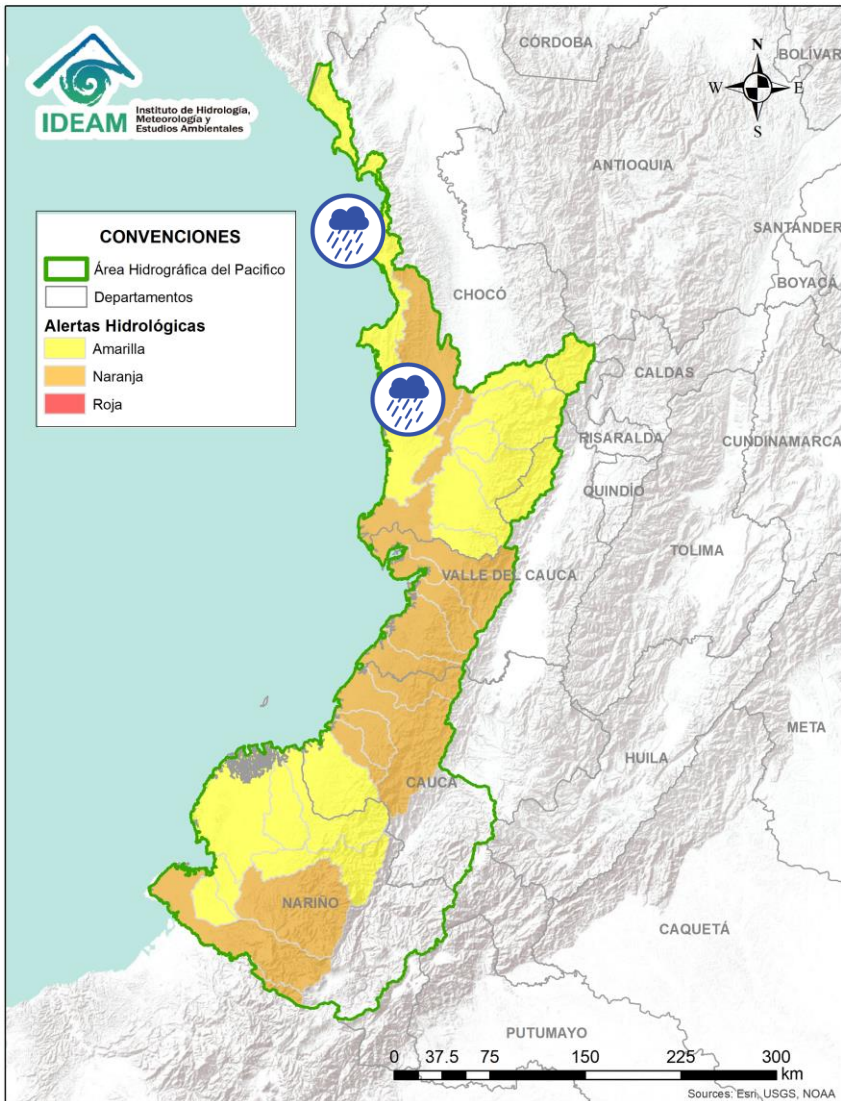 IDEAM
Instituto de Hidrología,
Meteorología y
Estudios Ambientales
N
W
E
S
CÓRDOBA
BOLÍVAR
ANTIOQUIA
SANTANDER
BOYACÁ
CONVENCIONES
Área Hidrográfica del Pacifico
Departamentos
Alertas Hidrológicas
Amarilla
Naranja
Roja
CHOCÓ
CALDAS
RISARALDA
CUNDINAMARCA
QUINDÍO
TOLIMA
VALLE DEL CAUCA
META
HUILA
CAUCA
NARIÑO
CAQUETÁ
PUTUMAYO
0 37.5 75 150 225 300
km
Sources: Esri, USGS, NOAA